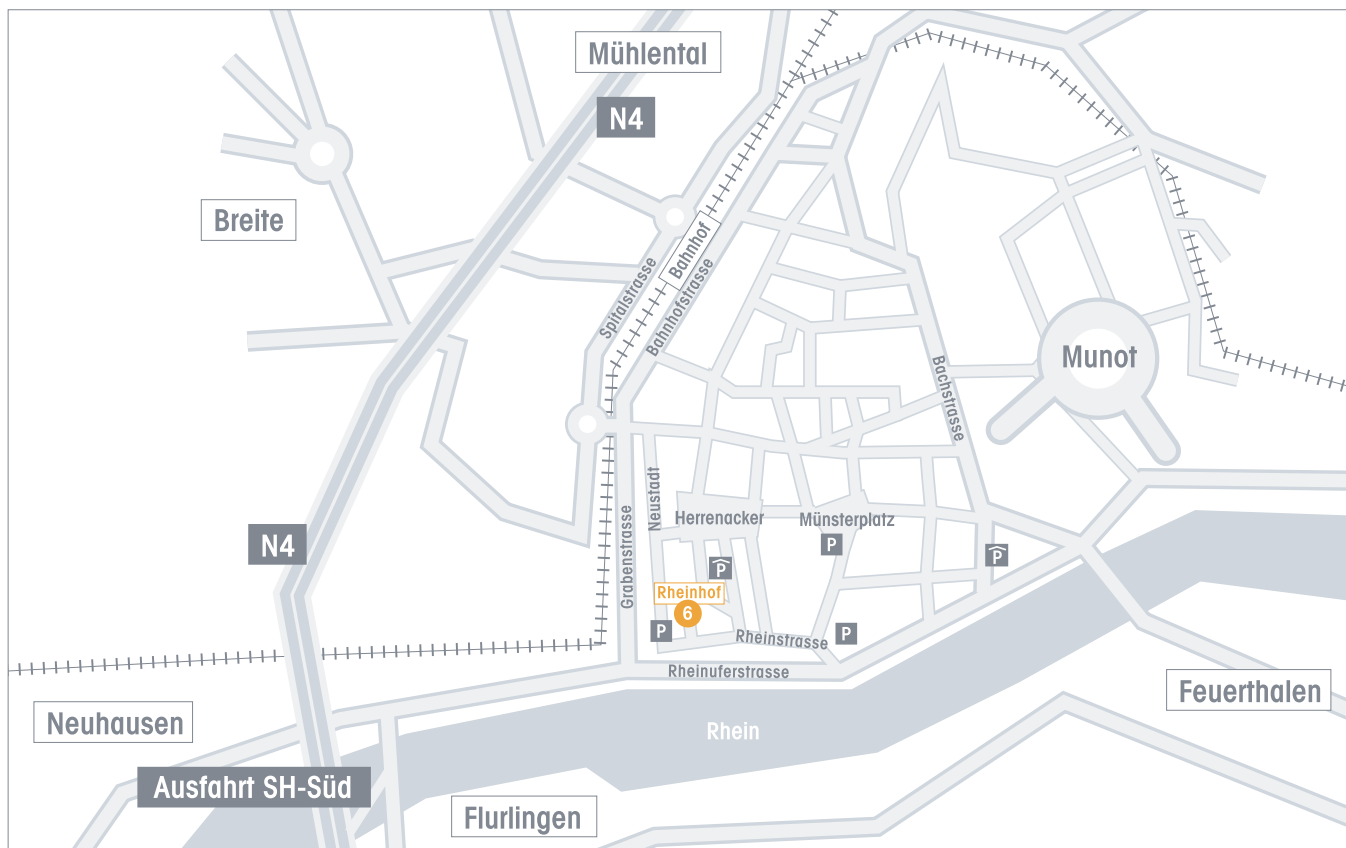 Mühlental
N4
Breite
Bahnhof
Spitalstrasse
Bahnhofstrasse
Munot
Bachstrasse
Neustadt
Grabenstrasse
Herrenacker
Münsterplatz
N4
P
P
P
Rheinhof
6
P
P
Rheinstrasse
Rheinuferstrasse
Feuerthalen
Neuhausen
Rhein
Ausfahrt SH-Süd
Flurlingen